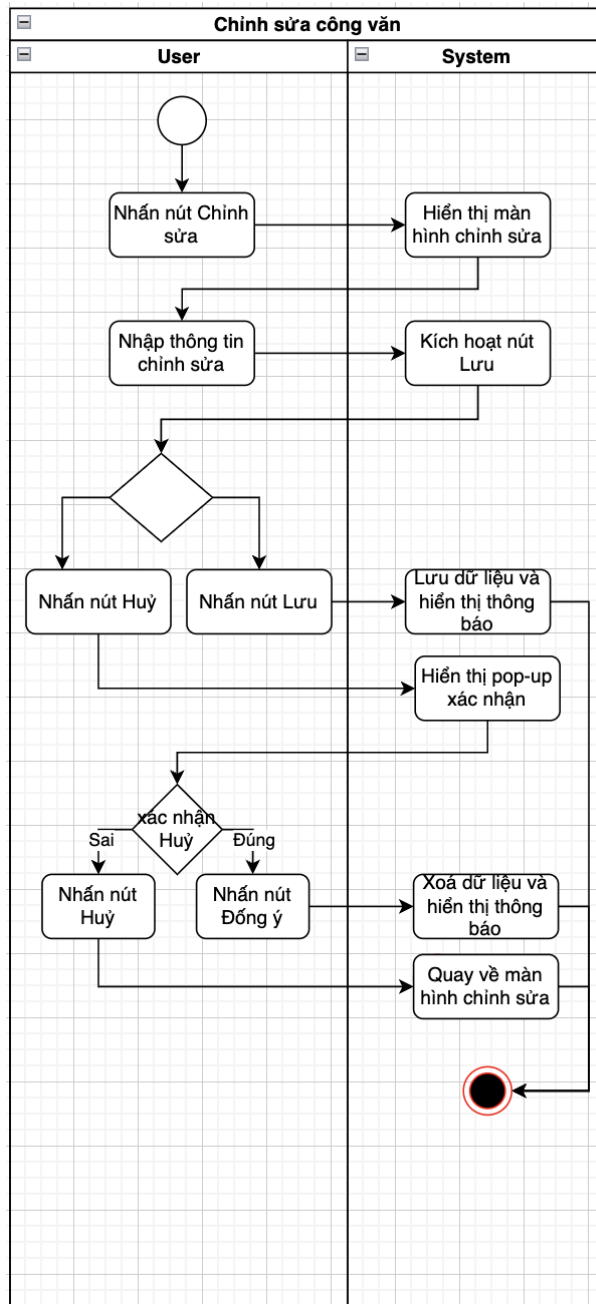 Chỉnh sửa công văn
User
System
Nhấn nút Chỉnh
sửa
Hiển thị màn
hình chỉnh sửa
Nhập thông tin
chỉnh sửa
Kích hoạt nút
Lưu
Nhấn nút Huỷ
Nhấn nút Lưu
Lưu dữ liệu và
hiển thị thông
báo
Hiển thị pop-up
xác nhận
xác nhận
Huỷ
Sai
Đúng
Nhấn nút
Huỷ
Nhấn nút
Đống ý
Xoá dữ liệu và
hiển thị thông
báo
Quay về màn
hình chỉnh sửa